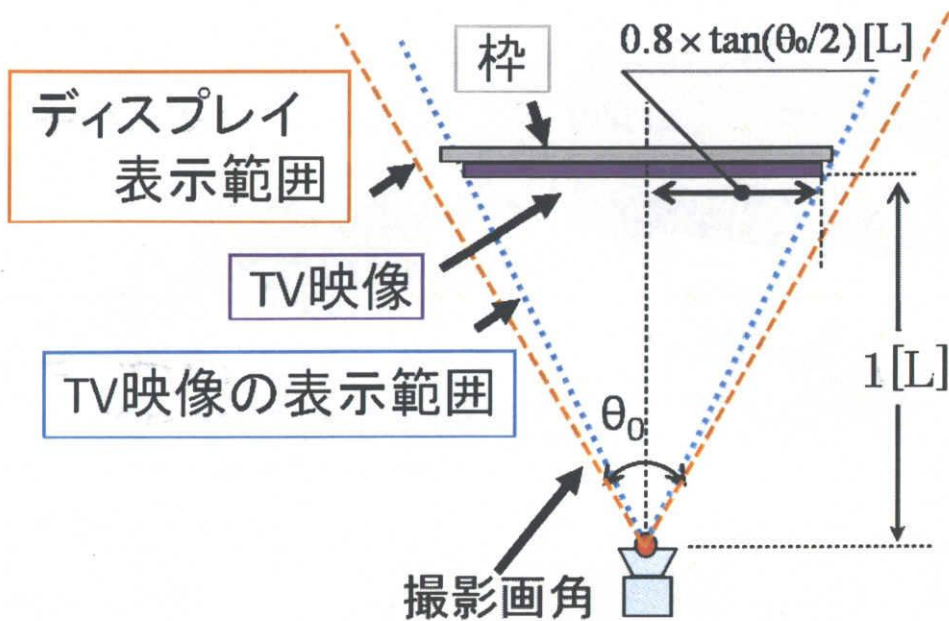 0.8×tan(θ₀/2)[L]
枠
ディスプレイ
表示範囲
TV映像
1[L]
TV映像の表示範囲
θ₀
撮影画角